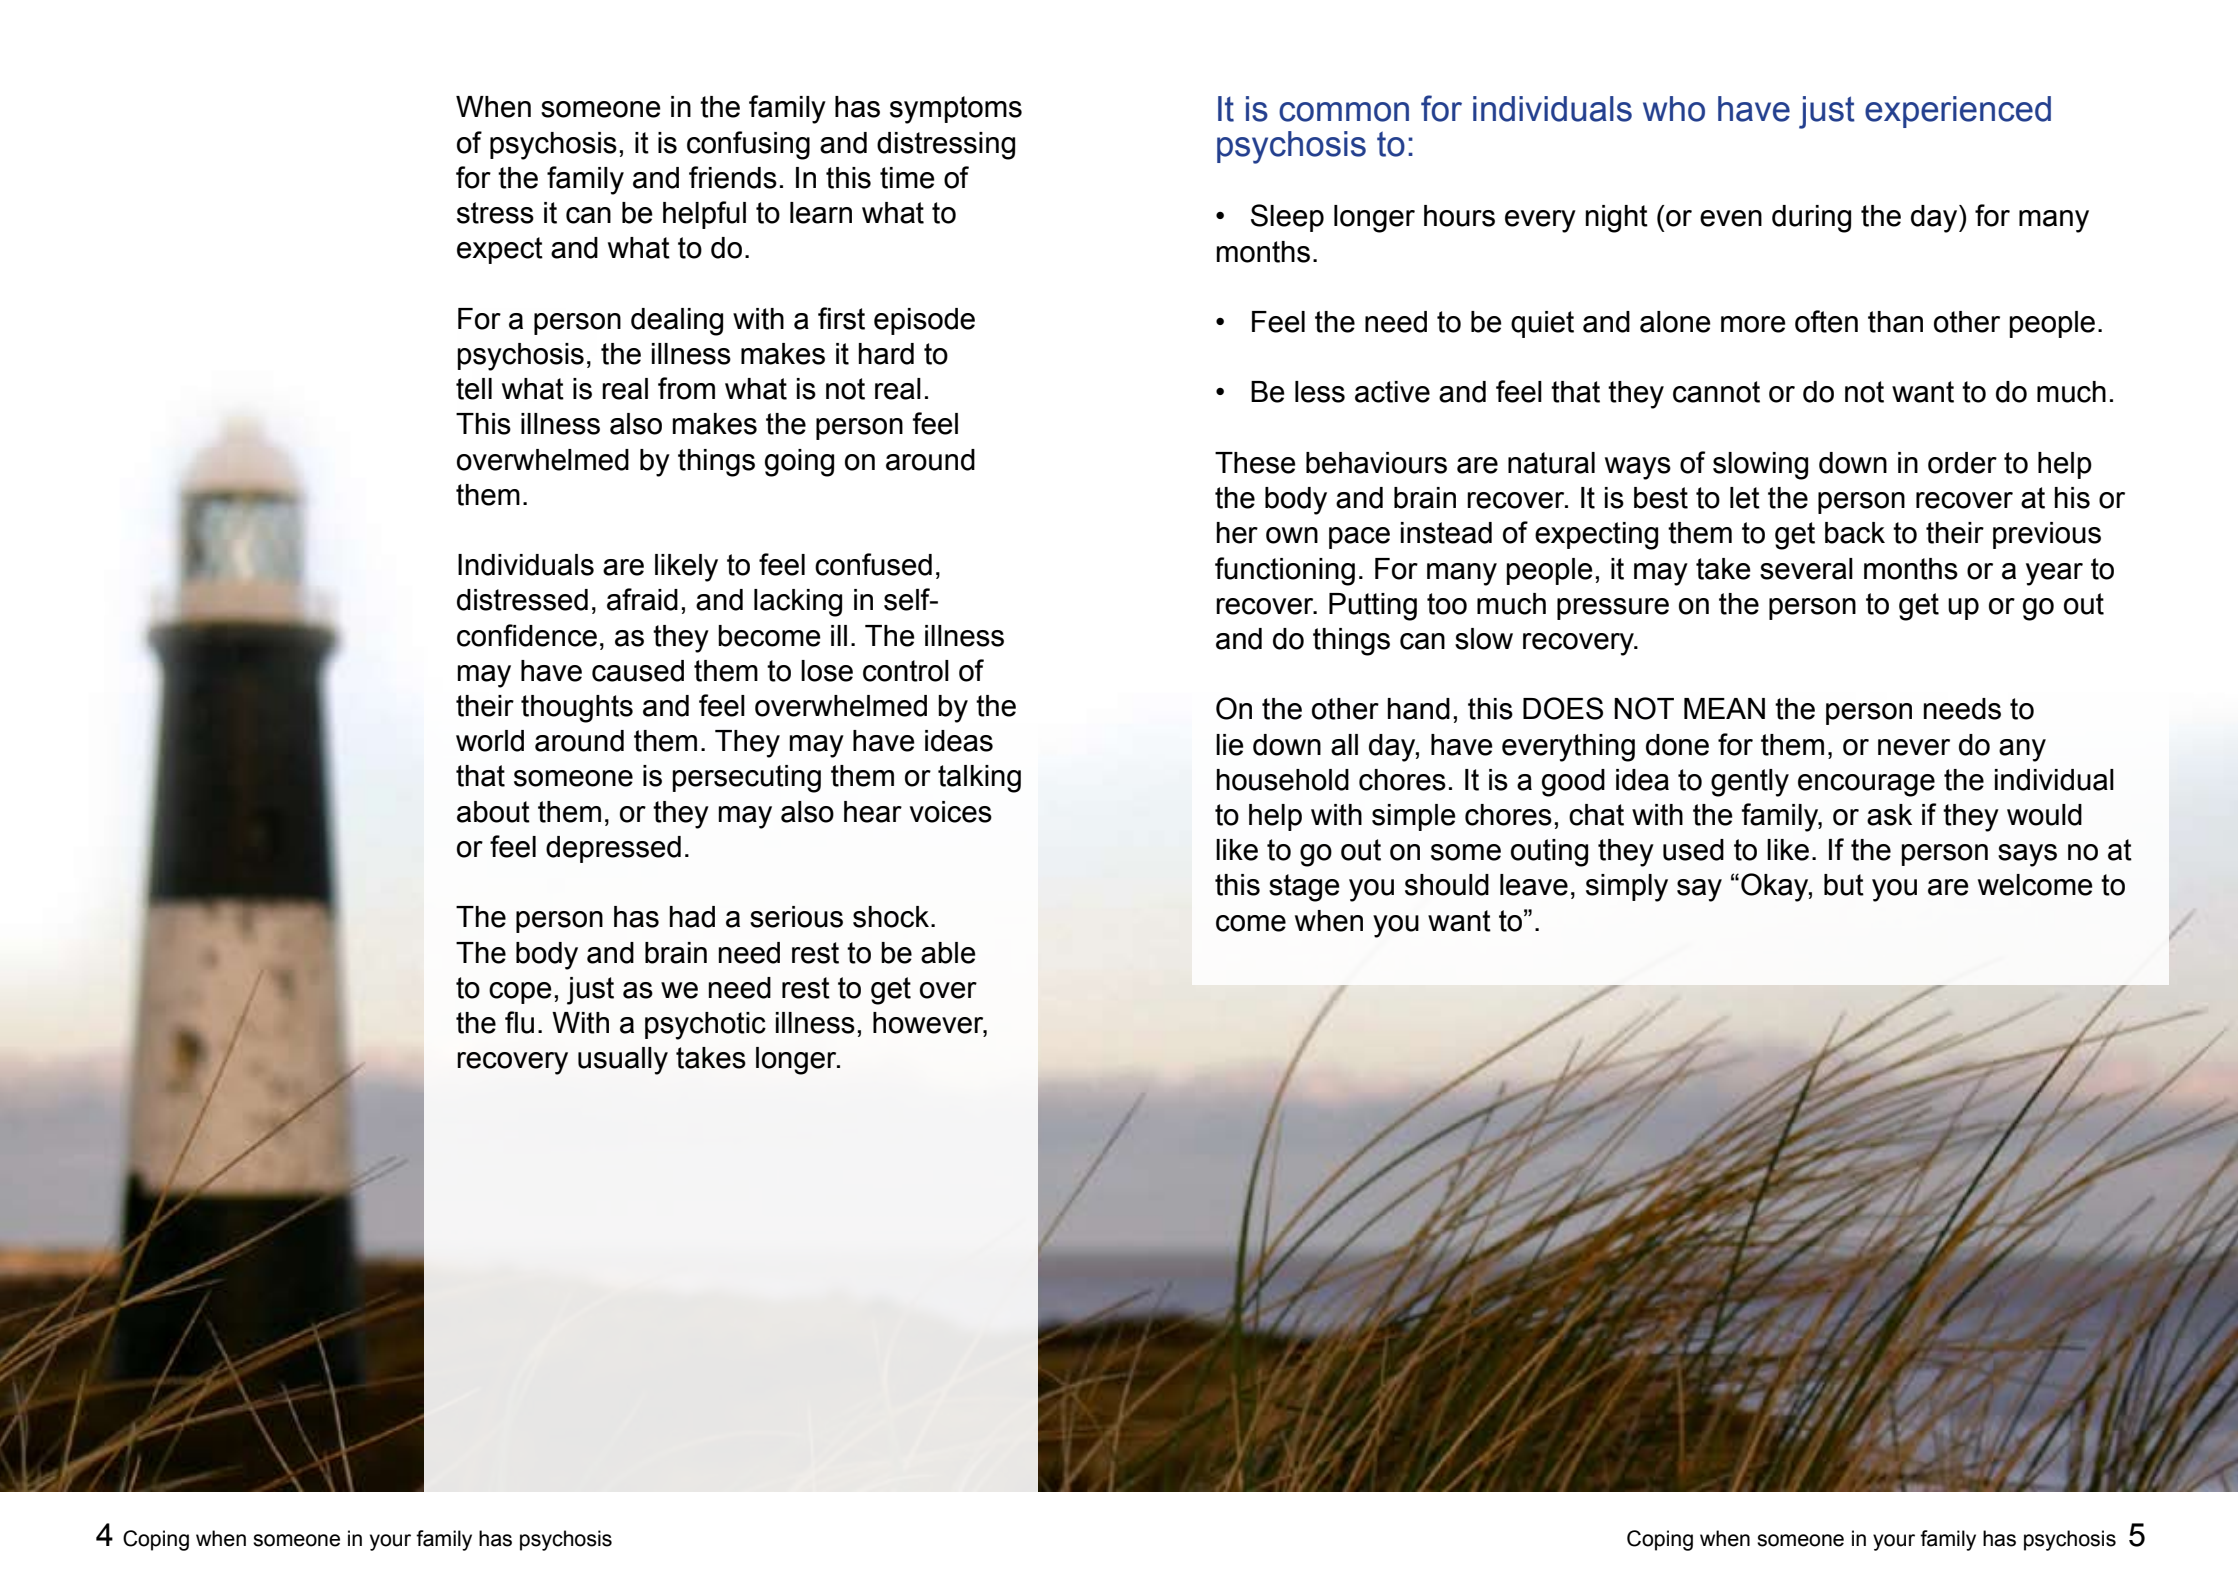 When someone in the family has symptoms
of psychosis, it is confusing and distressing
for the family and friends. In this time of
stress it can be helpful to learn what to
expect and what to do.
For a person dealing with a first episode
psychosis, the illness makes it hard to
tell what is real from what is not real.
This illness also makes the person feel
overwhelmed by things going on around
them.
Individuals are likely to feel confused,
distressed, afraid, and lacking in self-
confidence, as they become ill. The illness
may have caused them to lose control of
their thoughts and feel overwhelmed by the
world around them. They may have ideas
that someone is persecuting them or talking
about them, or they may also hear voices
or feel depressed.
The person has had a serious shock.
The body and brain need rest to be able
to cope, just as we need rest to get over
the flu. With a psychotic illness, however,
recovery usually takes longer.
4 Coping when someone in your family has psychosis
It is common for individuals who have just experienced
psychosis to:
• Sleep longer hours every night (or even during the day) for many
months.
• Feel the need to be quiet and alone more often than other people.
• Be less active and feel that they cannot or do not want to do much.
These behaviours are natural ways of slowing down in order to help
the body and brain recover. It is best to let the person recover at his or
her own pace instead of expecting them to get back to their previous
functioning. For many people, it may take several months or a year to
recover. Putting too much pressure on the person to get up or go out
and do things can slow recovery.
On the other hand, this DOES NOT MEAN the person needs to
lie down all day, have everything done for them, or never do any
household chores. It is a good idea to gently encourage the individual
to help with simple chores, chat with the family, or ask if they would
like to go out on some outing they used to like. If the person says no at
this stage you should leave, simply say “Okay, but you are welcome to
come when you want to”.
Coping when someone in your family has psychosis 5